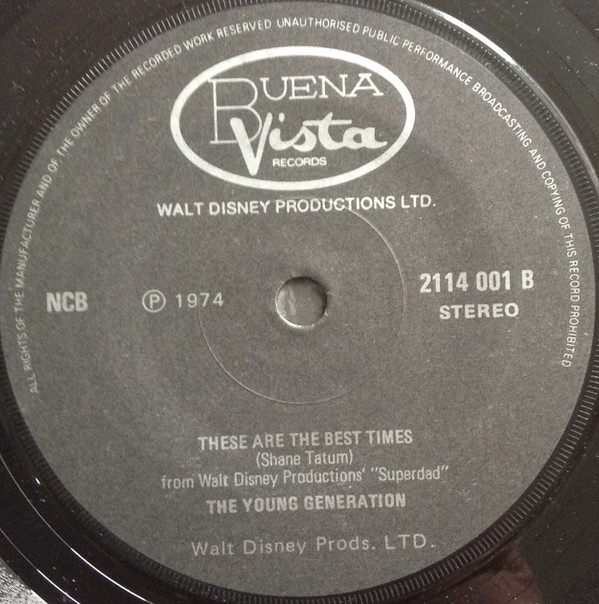 ALL RIGHTS OF THE MANUFACTURER AND OF THE OWNER OF THE RECORDED WORK RESERVED UNAUTHORISED PUBLIC PERFORMANCE BROADCASTING AND COPYING OF THIS RECORD PROHIBITED
BUENA
Vista
RECORDS
WALT DISNEY PRODUCTIONS LTD.
NCB ℗ 1974 2114 001 B
STEREO
THESE ARE THE BEST TIMES
(Shane Tatum)
from Walt Disney Productions' "Superdad"
THE YOUNG GENERATION
Walt Disney Prods. LTD.